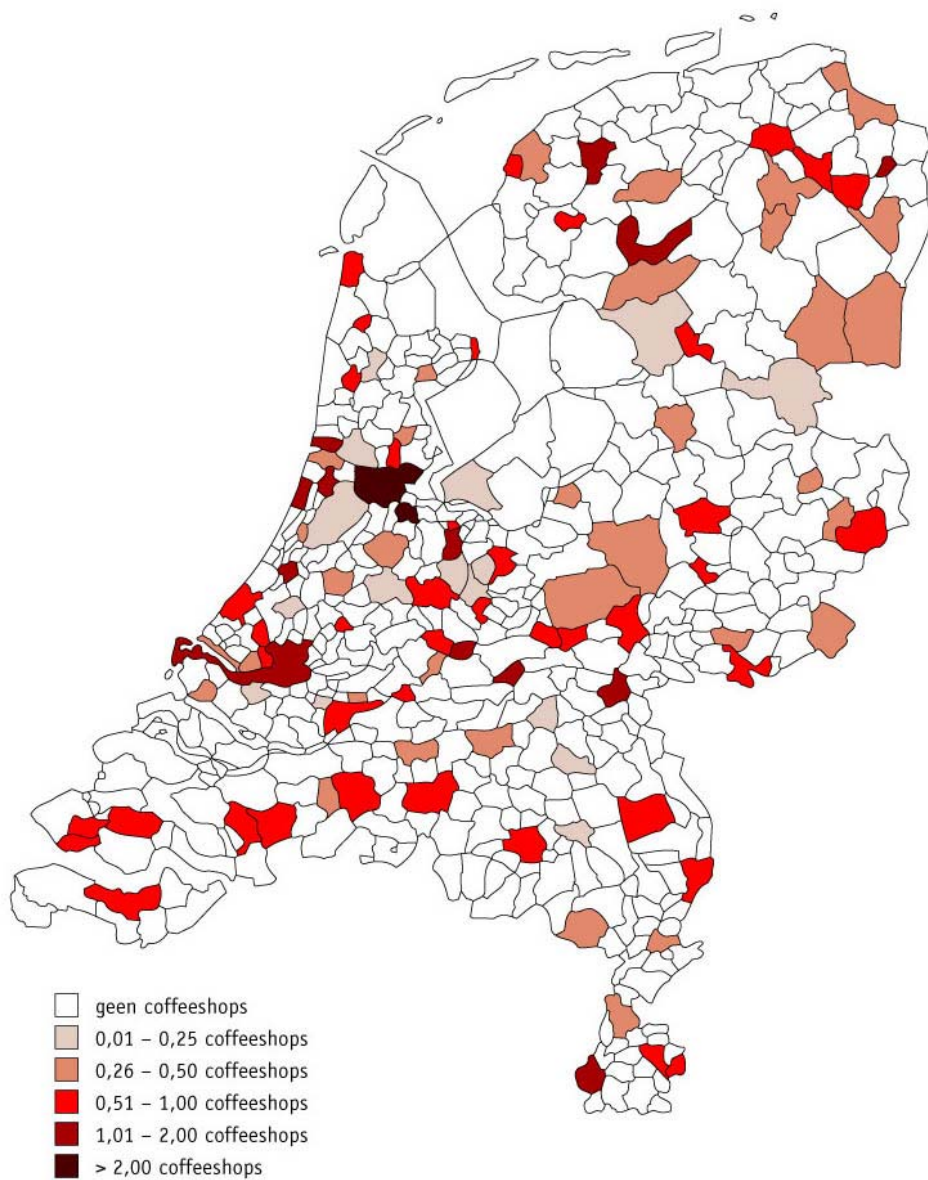 geen coffeeshops
0,01 – 0,25 coffeeshops
0,26 – 0,50 coffeeshops
0,51 – 1,00 coffeeshops
1,01 – 2,00 coffeeshops
> 2,00 coffeeshops